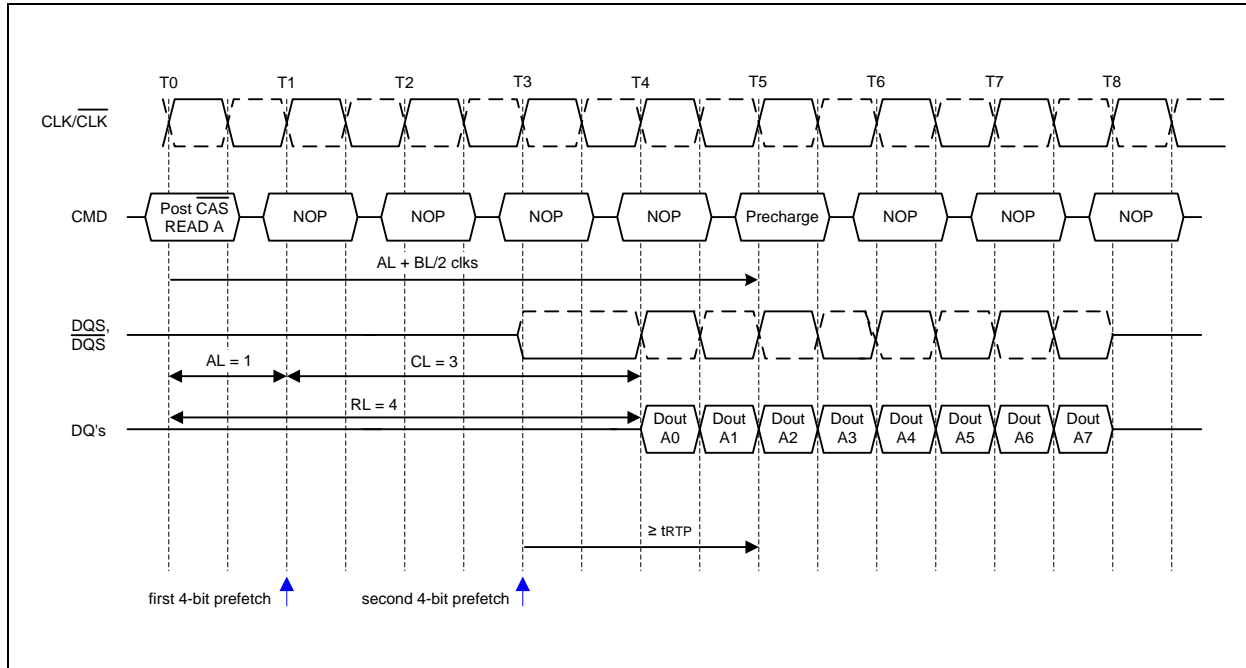 T0 T1 T2 T3 T4 T5 T6 T7 T8
CLK/CLK
CMD
Post CAS
READ A
NOP NOP NOP NOP Precharge NOP NOP NOP
AL + BL/2 clks
DQS,
DQS
AL = 1 CL = 3
RL = 4
DQ's
Dout Dout Dout Dout Dout Dout Dout Dout
A0 A1 A2 A3 A4 A5 A6 A7
≥ tRTP
first 4-bit prefetch second 4-bit prefetch